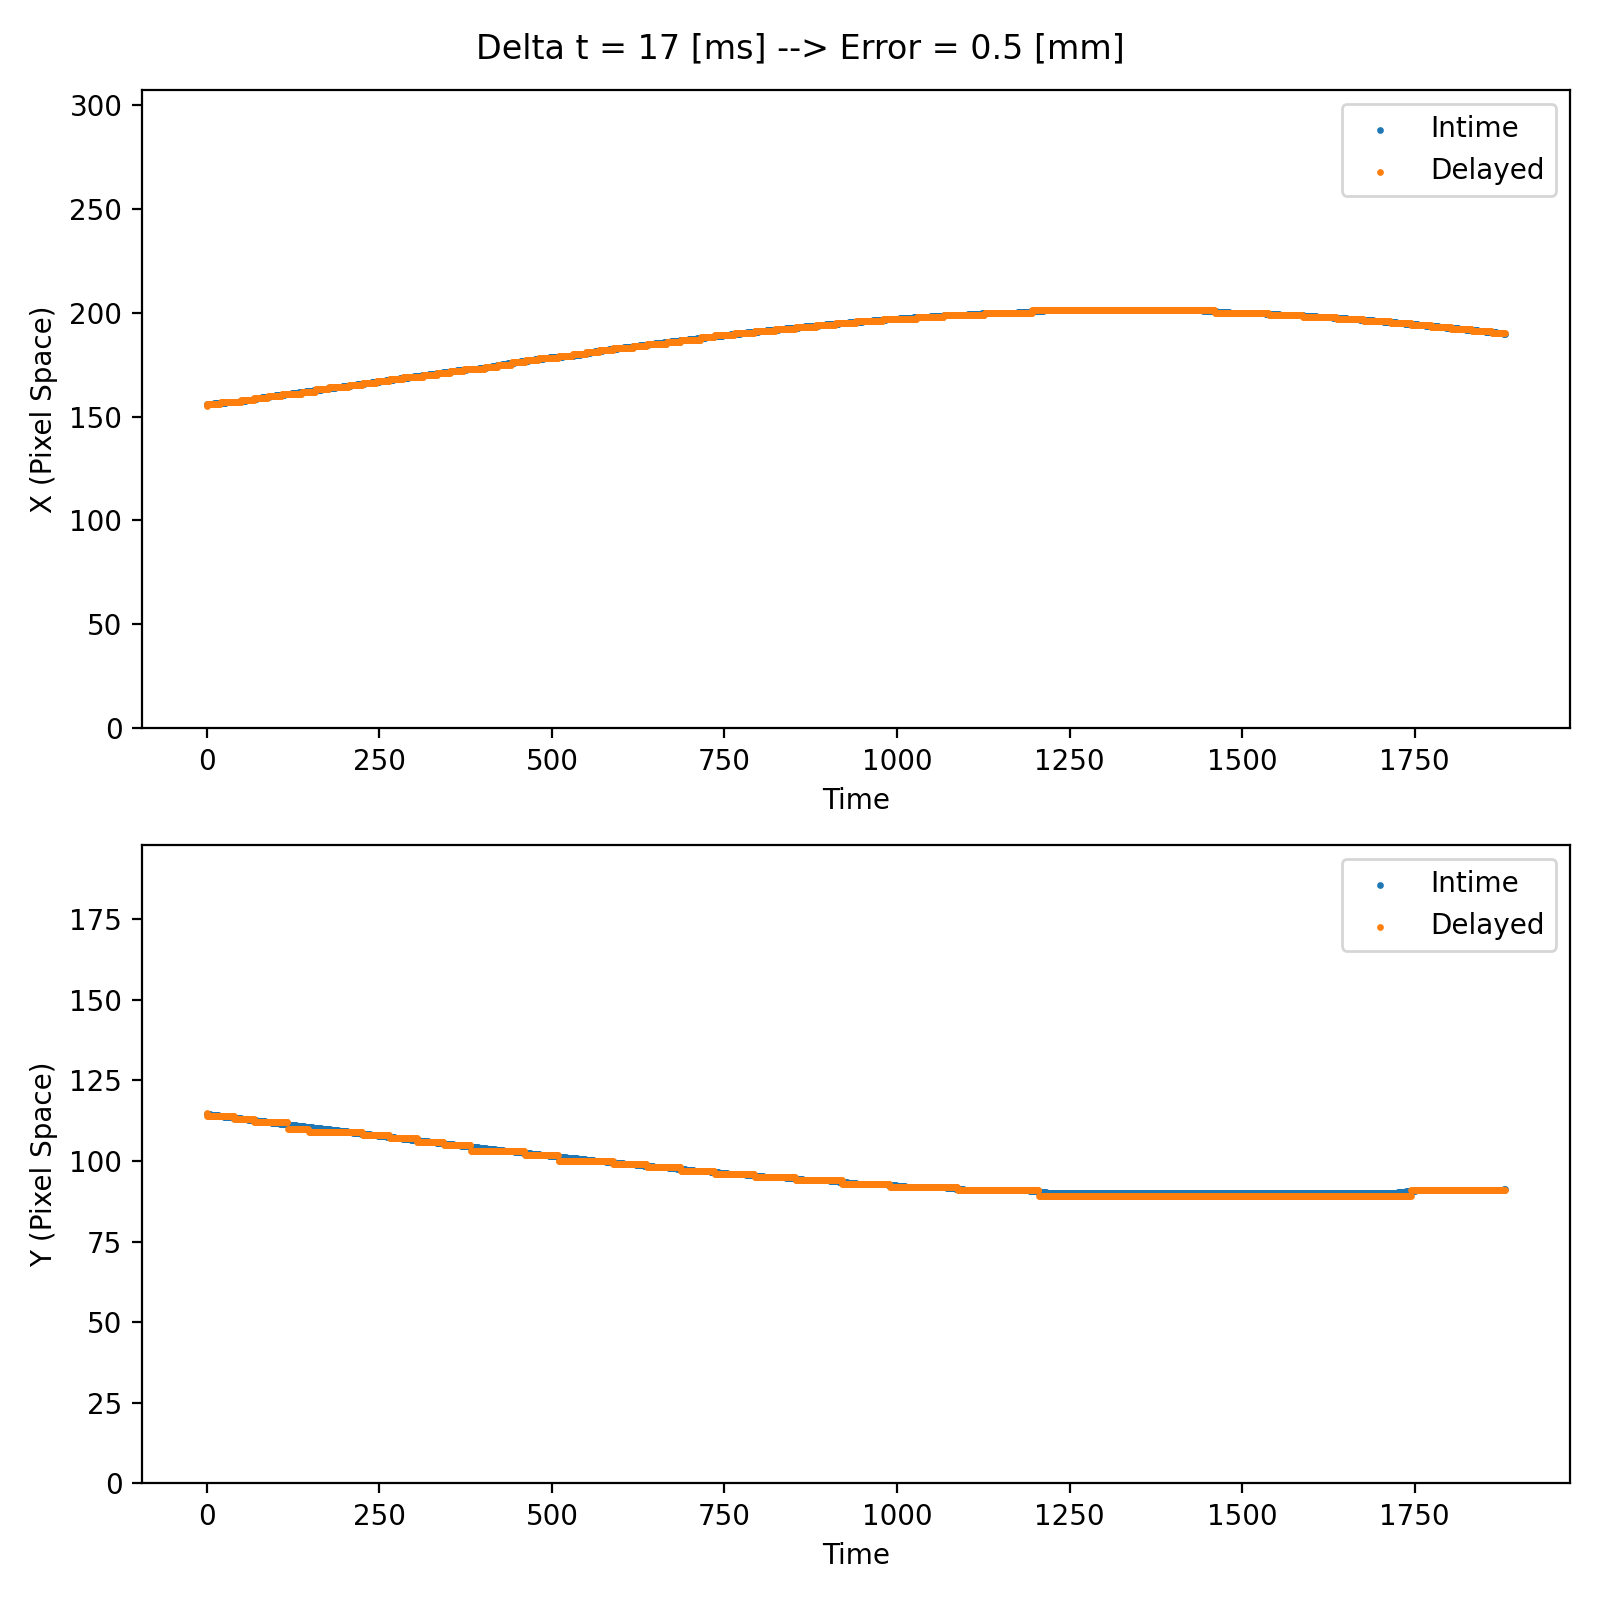 Delta t = 17 [ms] --> Error = 0.5 [mm]
300
250
200
150
100
50
0
X (Pixel Space)
Intime
Delayed
0 250 500 750 1000 1250 1500 1750
Time
175
150
125
100
75
50
25
0
Y (Pixel Space)
Intime
Delayed
0 250 500 750 1000 1250 1500 1750
Time